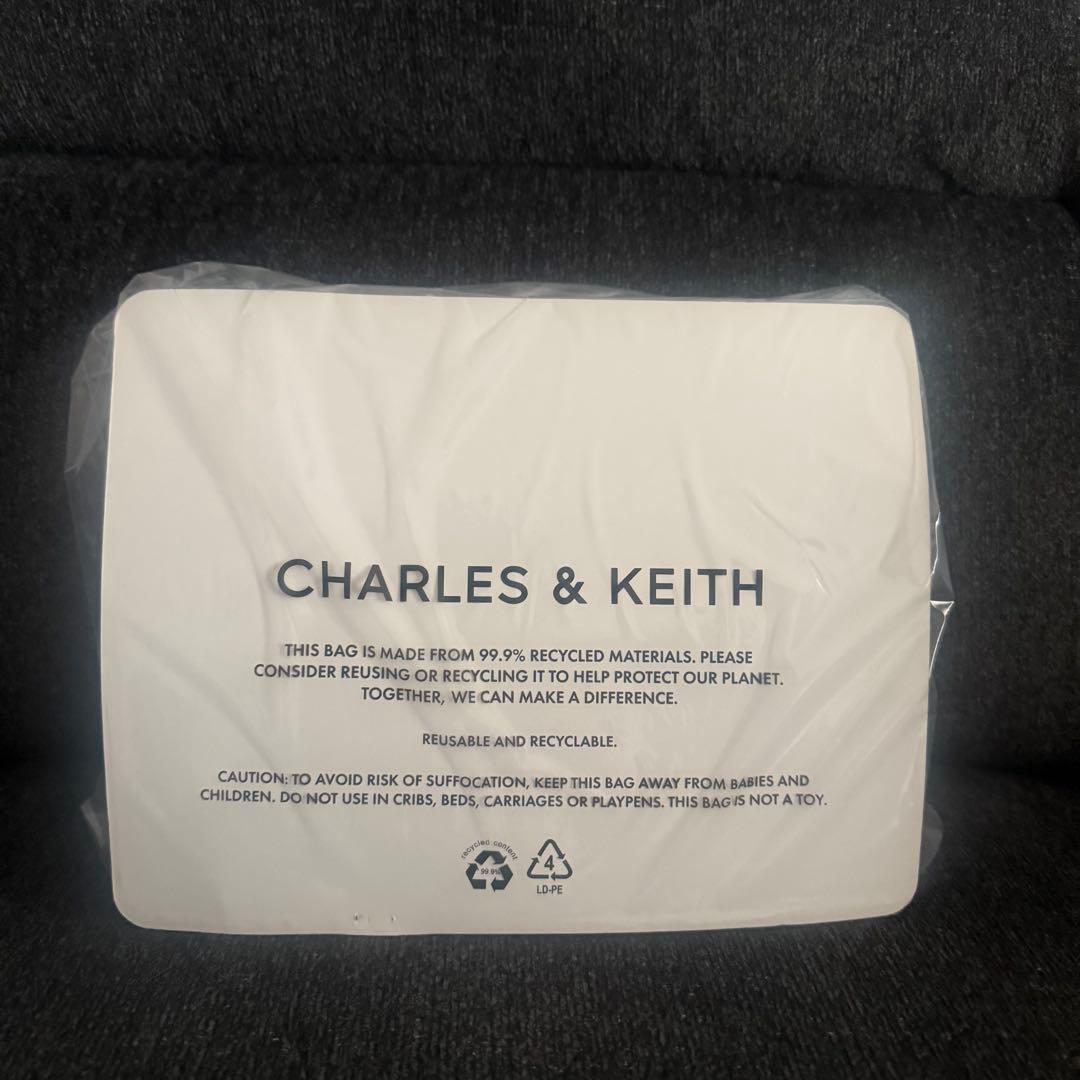 CHARLES & KEITH
THIS BAG IS MADE FROM 99.9% RECYCLED MATERIALS. PLEASE
CONSIDER REUSING OR RECYCLING IT TO HELP PROTECT OUR PLANET.
TOGETHER, WE CAN MAKE A DIFFERENCE.
REUSABLE AND RECYCLABLE.
CAUTION: TO AVOID RISK OF SUFFOCATION, KEEP THIS BAG AWAY FROM BABIES AND
CHILDREN. DO NOT USE IN CRIBS, BEDS, CARRIAGES OR PLAYPENS. THIS BAG IS NOT A TOY.
recycled content
99.9%
4
LD-PE